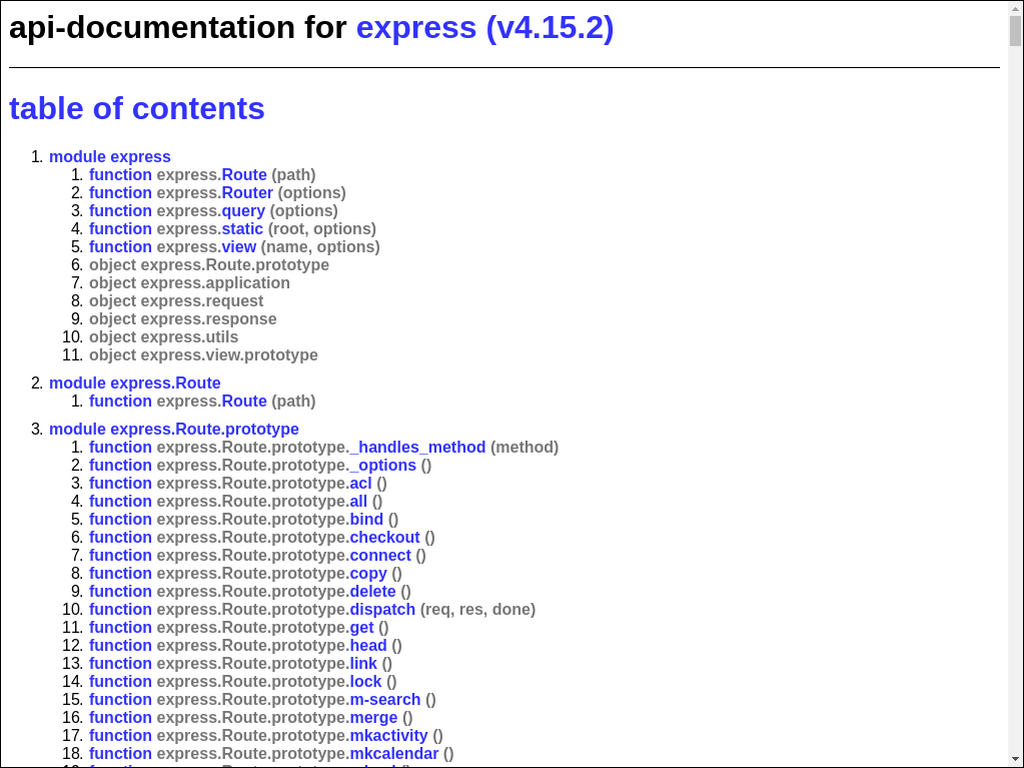 api-documentation for express (v4.15.2)
table of contents
1. module express
1. function express.Route (path)
2. function express.Router (options)
3. function express.query (options)
4. function express.static (root, options)
5. function express.view (name, options)
6. object express.Route.prototype
7. object express.application
8. object express.request
9. object express.response
10. object express.utils
11. object express.view.prototype
2. module express.Route
1. function express.Route (path)
3. module express.Route.prototype
1. function express.Route.prototype._handles_method (method)
2. function express.Route.prototype._options ()
3. function express.Route.prototype.acl ()
4. function express.Route.prototype.all ()
5. function express.Route.prototype.bind ()
6. function express.Route.prototype.checkout ()
7. function express.Route.prototype.connect ()
8. function express.Route.prototype.copy ()
9. function express.Route.prototype.delete ()
10. function express.Route.prototype.dispatch (req, res, done)
11. function express.Route.prototype.get ()
12. function express.Route.prototype.head ()
13. function express.Route.prototype.link ()
14. function express.Route.prototype.lock ()
15. function express.Route.prototype.m-search ()
16. function express.Route.prototype.merge ()
17. function express.Route.prototype.mkactivity ()
18. function express.Route.prototype.mkcalendar ()